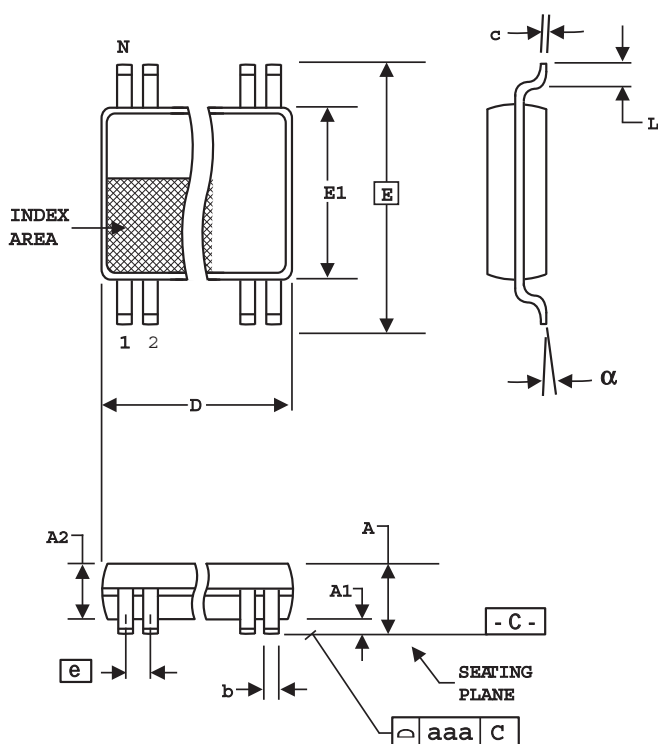 N
c
L
E1
E
INDEX
AREA
1 2
α
D
A2
A
A1
- C -
e
b
SEATING
PLANE
⌓ aaa C